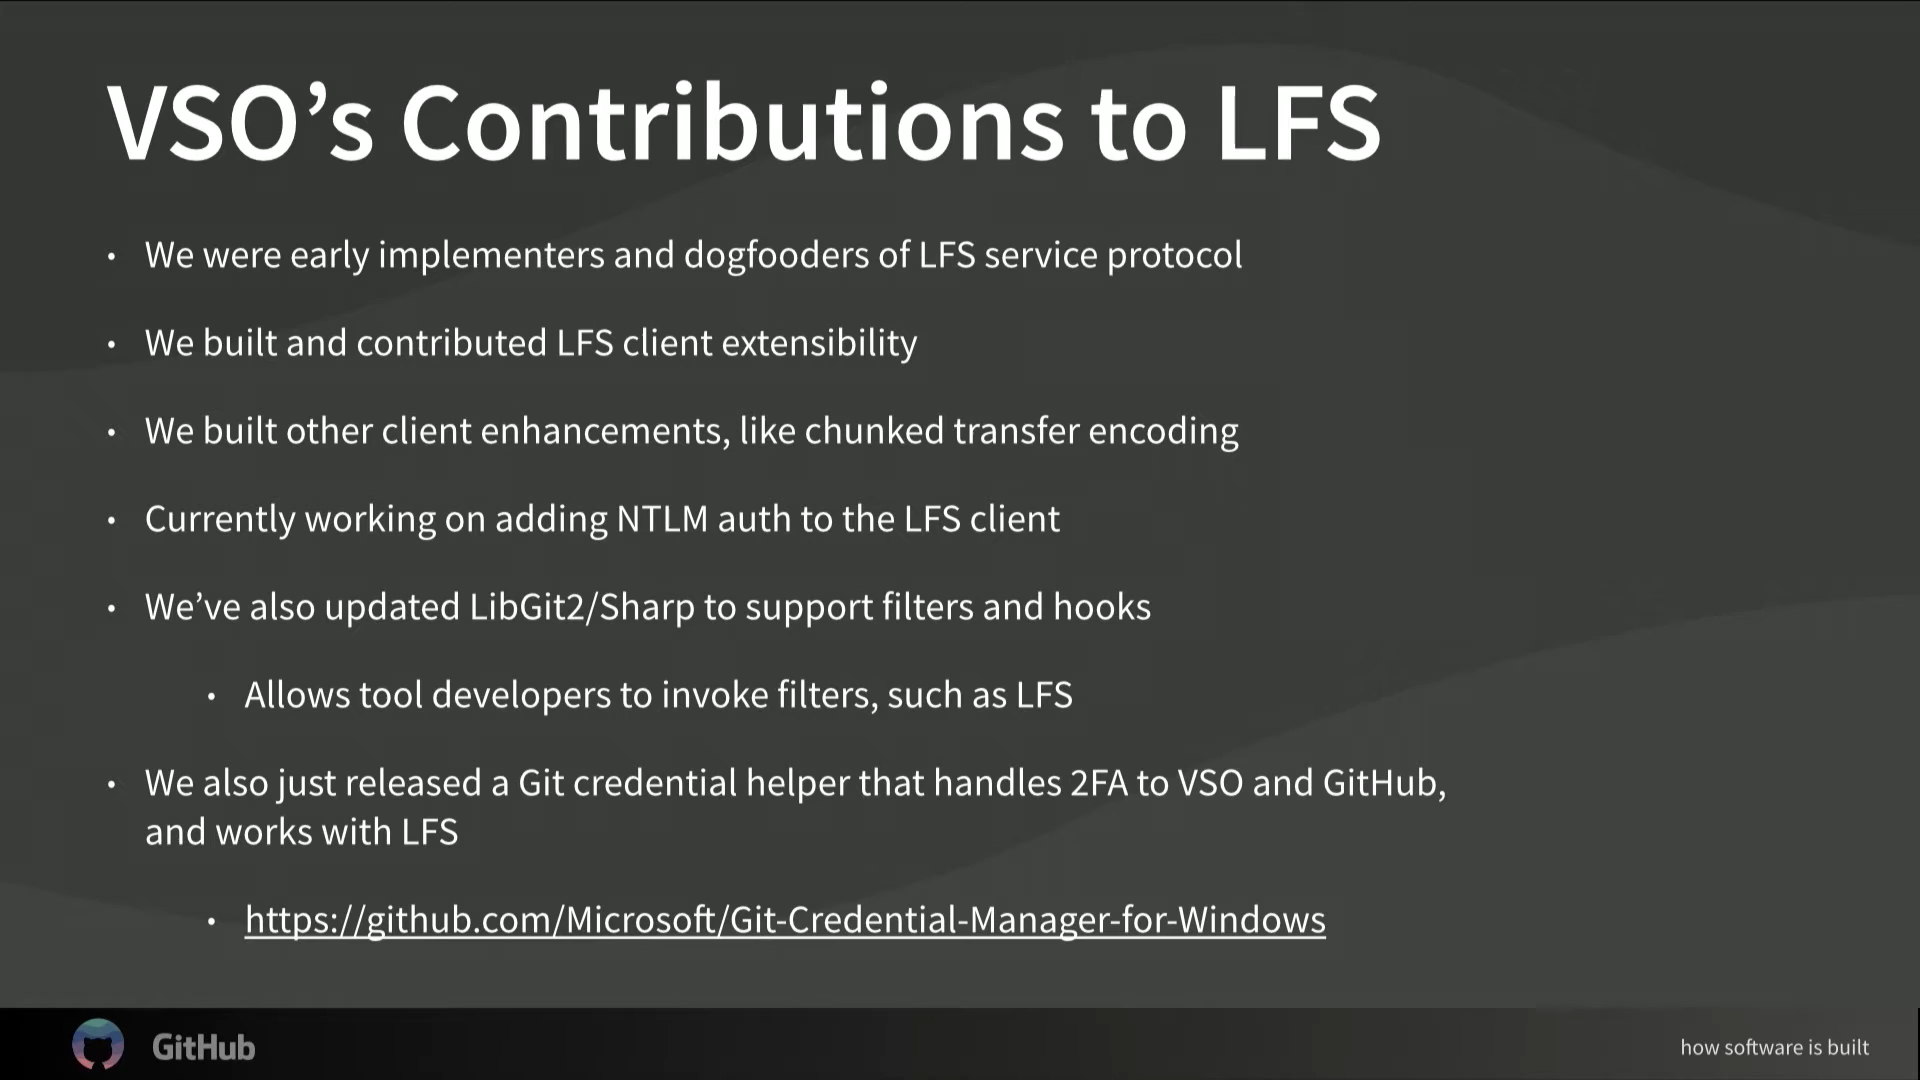 VSO’s Contributions to LFS
• We were early implementers and dogfooders of LFS service protocol
• We built and contributed LFS client extensibility
• We built other client enhancements, like chunked transfer encoding
• Currently working on adding NTLM auth to the LFS client
• We’ve also updated LibGit2/Sharp to support filters and hooks
• Allows tool developers to invoke filters, such as LFS
• We also just released a Git credential helper that handles 2FA to VSO and GitHub,
and works with LFS
• https://github.com/Microsoft/Git-Credential-Manager-for-Windows
GitHub
how software is built